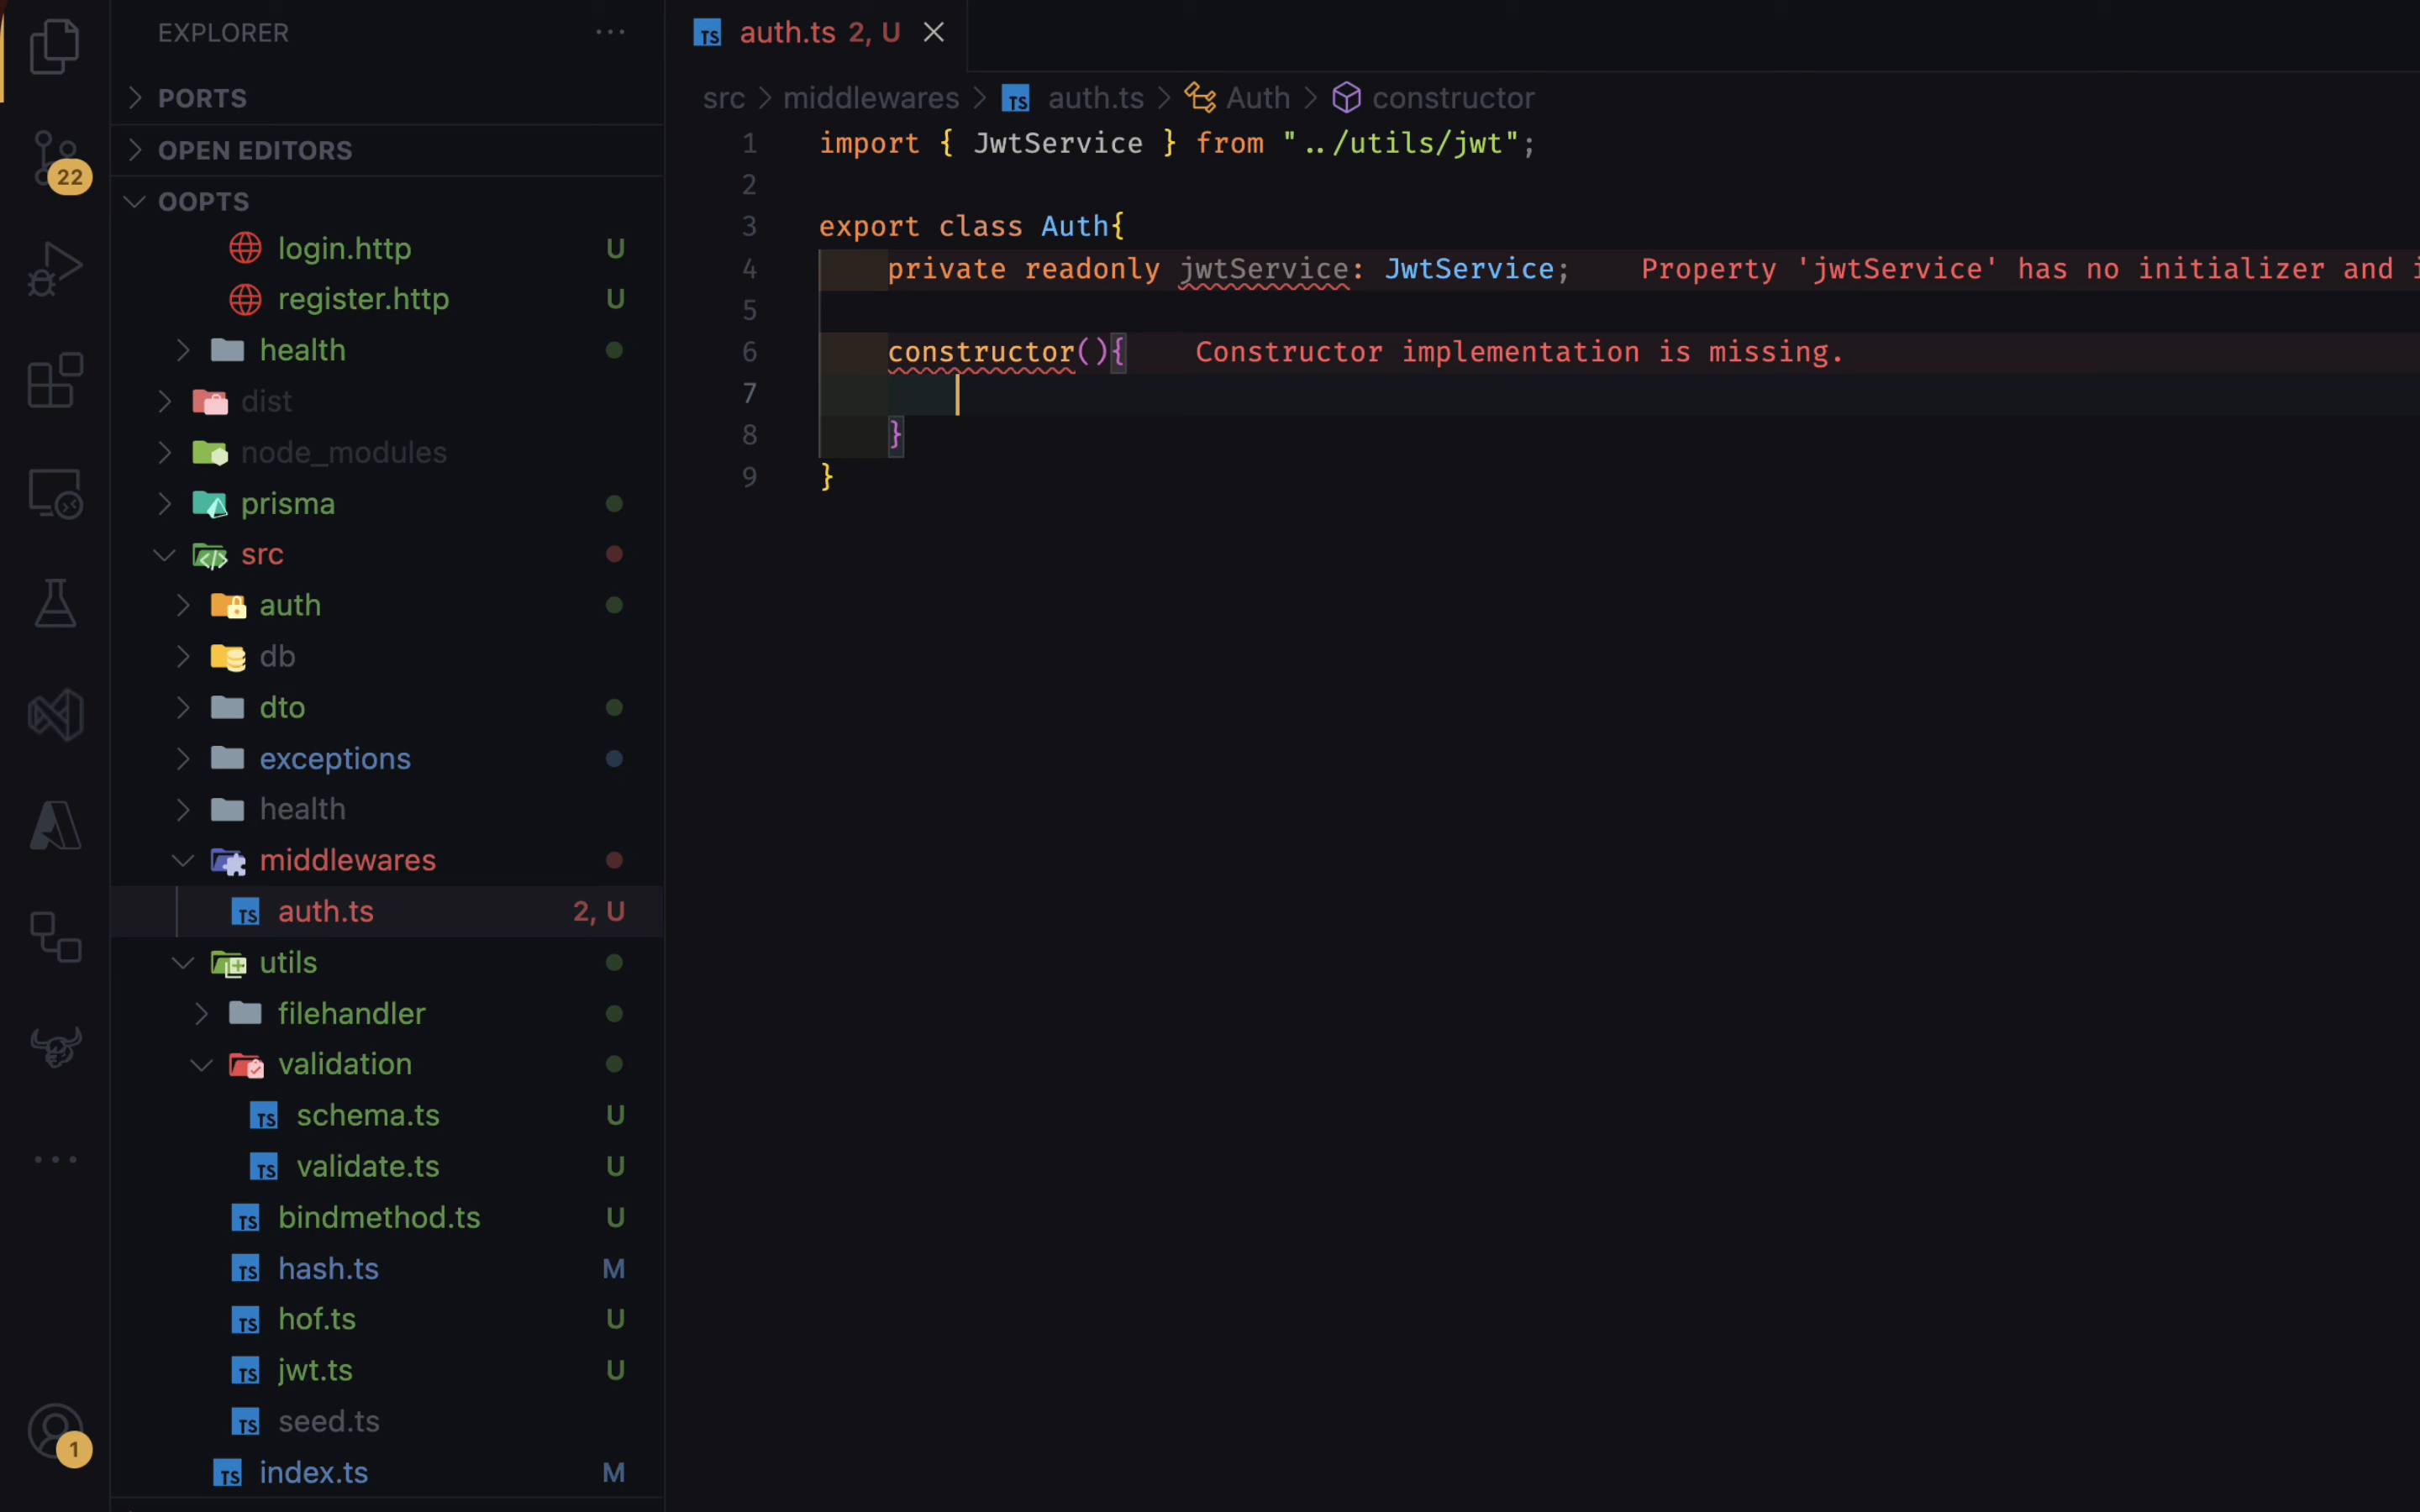 EXPLORER
PORTS
OPEN EDITORS
OOPTS
login.http U
register.http U
health
dist
node_modules
prisma
src
auth
db
dto
exceptions
health
middlewares
auth.ts 2, U
utils
filehandler
validation
schema.ts U
validate.ts U
bindmethod.ts U
hash.ts M
hof.ts U
jwt.ts U
seed.ts
index.ts M
22
1
auth.ts 2, U
src > middlewares > TS auth.ts > Auth > constructor
1 import { JwtService } from "../utils/jwt";
2
3 export class Auth{
4 private readonly jwtService: JwtService; Property 'jwtService' has no initializer and i
5
6 constructor(){ Constructor implementation is missing.
7
8 }
9 }